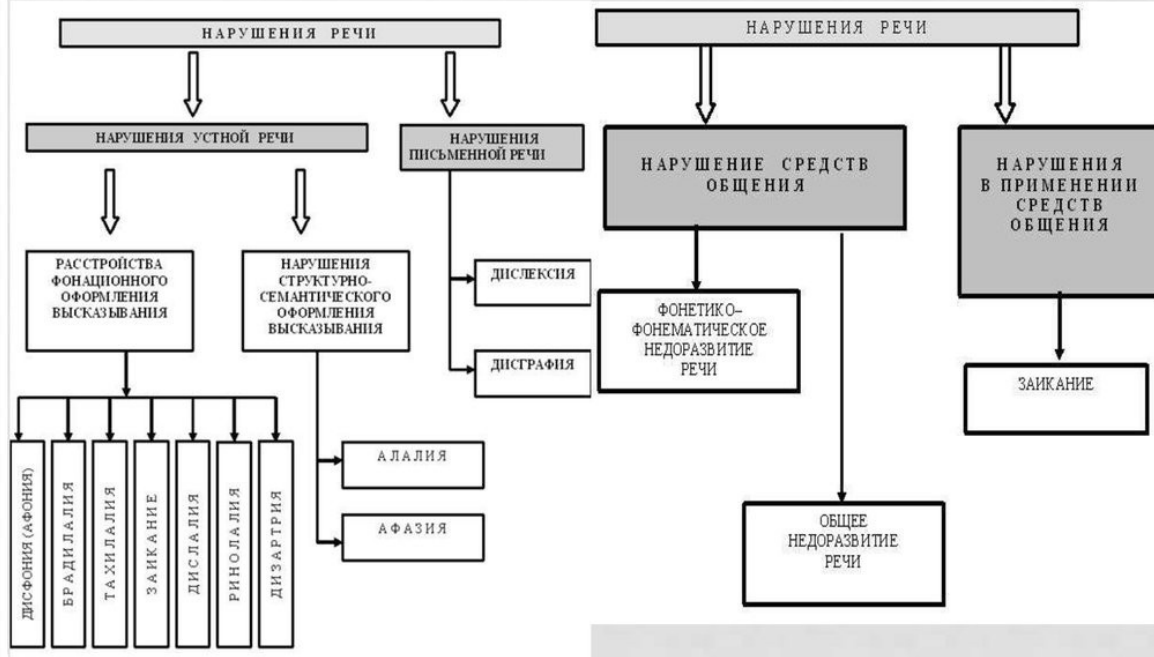 НАРУШЕНИЯ РЕЧИ
НАРУШЕНИЯ УСТНОЙ РЕЧИ
НАРУШЕНИЯ
ПИСЬМЕННОЙ РЕЧИ
РАССТРОЙСТВА
ФОНАЦИОННОГО
ОФОРМЛЕНИЯ
ВЫСКАЗЫВАНИЯ
НАРУШЕНИЯ
СТРУКТУРНО-
СЕМАНТИЧЕСКОГО
ОФОРМЛЕНИЯ
ВЫСКАЗЫВАНИЯ
ДИСЛЕКСИЯ
ДИСГРАФИЯ
ДИСФОНИЯ (АФОНИЯ)
БРАДИЛАЛИЯ
ТАХИЛАЛИЯ
ЗАИКАНИЕ
ДИСЛАЛИЯ
РИНОЛАЛИЯ
ДИЗАРТРИЯ
АЛАЛИЯ
АФАЗИЯ
НАРУШЕНИЯ РЕЧИ
НАРУШЕНИЕ СРЕДСТВ
ОБЩЕНИЯ
НАРУШЕНИЯ
В ПРИМЕНЕНИИ
СРЕДСТВ
ОБЩЕНИЯ
ФОНЕТИКО–
ФОНЕМАТИЧЕСКОЕ
НЕДОРАЗВИТИЕ
РЕЧИ
ЗАИКАНИЕ
ОБЩЕЕ
НЕДОРАЗВИТИЕ
РЕЧИ